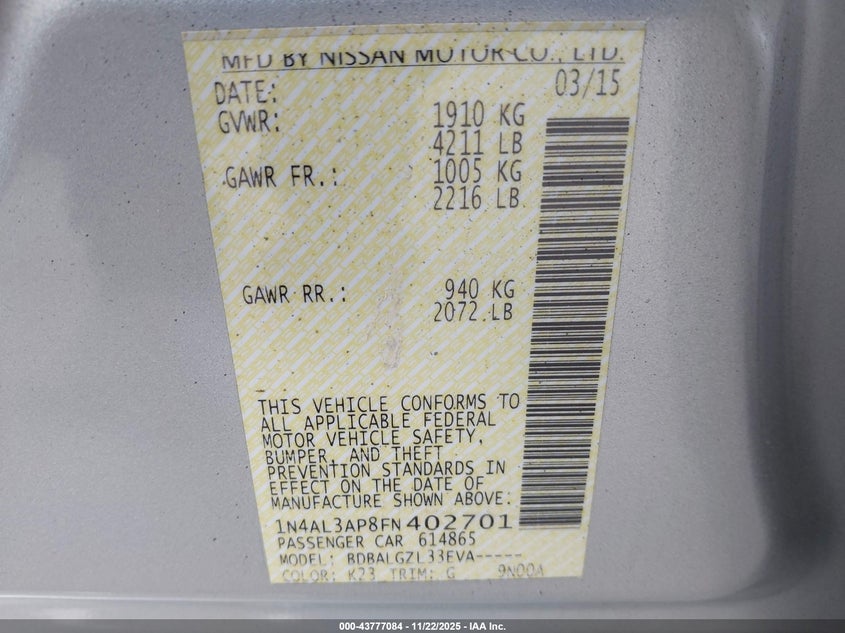 MFD BY NISSAN MOTOR CO., LTD.
DATE: 03/15
GVWR: 1910 KG
4211 LB
GAWR FR.: 1005 KG
2216 LB
GAWR RR.: 940 KG
2072 LB
THIS VEHICLE CONFORMS TO
ALL APPLICABLE FEDERAL
MOTOR VEHICLE SAFETY,
BUMPER, AND THEFT
PREVENTION STANDARDS IN
EFFECT ON THE DATE OF
MANUFACTURE SHOWN ABOVE:
1N4AL3AP8FN402701
PASSENGER CAR 614865
MODEL: BDBALGZL33EVA-----
COLOR: K23 TRIM: G 9N00A
000-43777084 - 11/22/2025 - IAA Inc.